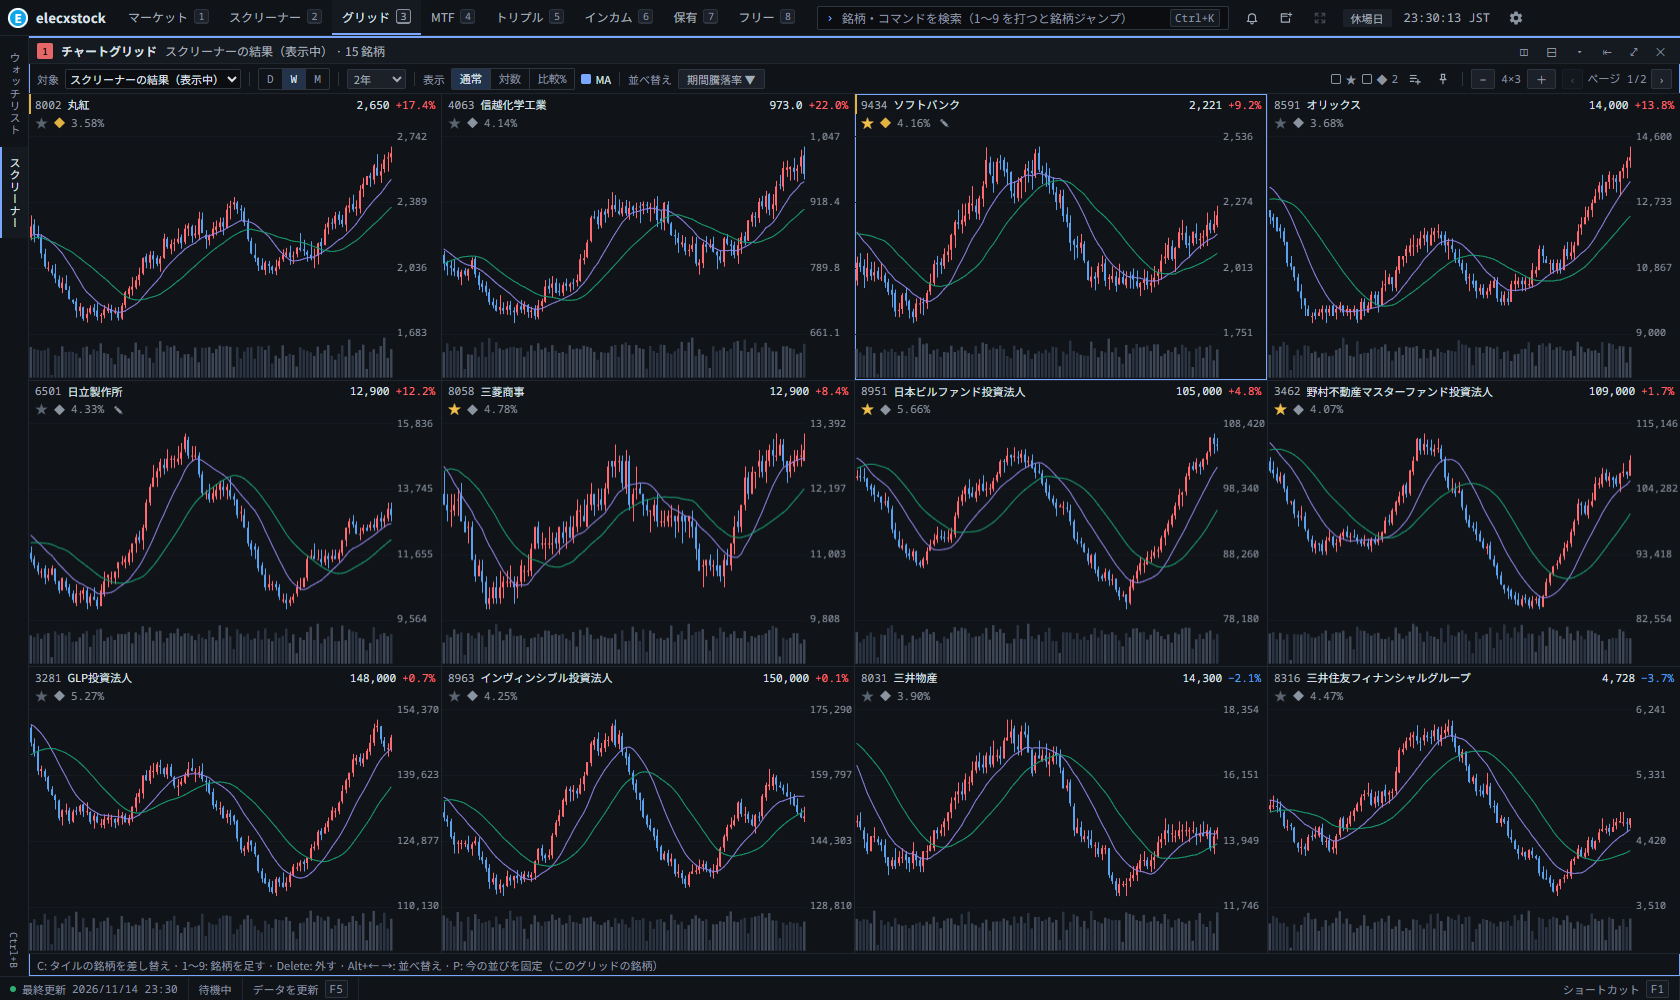 elecxstock マーケット 1 スクリーナー 2 グリッド 3 MTF 4 トリプル 5 インカム 6 保有 7 フリー 8 › 銘柄・コマンドを検索（1〜9 を打つと銘柄ジャンプ） Ctrl+K 休場日 23:30:13 JST
ウォッチリスト
スクリーナー
Ctrl+B
1 チャートグリッド スクリーナーの結果（表示中）・15 銘柄
対象 スクリーナーの結果（表示中） D W M 2年 表示 通常 対数 比較% MA 並べ替え 期間騰落率 ▼ ★ ◆ 2 − 4×3 + ‹ ページ 1/2 ›
8002 丸紅 2,650 +17.4%
★ ◆ 3.58%
2,742
2,389
2,036
1,683
4063 信越化学工業 973.0 +22.0%
★ ◆ 4.14%
1,047
918.4
789.8
661.1
9434 ソフトバンク 2,221 +9.2%
★ ◆ 4.16%
2,536
2,274
2,013
1,751
8591 オリックス 14,000 +13.8%
★ ◆ 3.68%
14,600
12,733
10,867
9,000
6501 日立製作所 12,900 +12.2%
★ ◆ 4.33%
15,836
13,745
11,655
9,564
8058 三菱商事 12,900 +8.4%
★ ◆ 4.78%
13,392
12,197
11,003
9,808
8951 日本ビルファンド投資法人 105,000 +4.8%
★ ◆ 5.66%
108,420
98,340
88,260
78,180
3462 野村不動産マスターファンド投資法人 109,000 +1.7%
★ ◆ 4.07%
115,146
104,282
93,418
82,554
3281 GLP投資法人 148,000 +0.7%
★ ◆ 5.27%
154,370
139,623
124,877
110,130
8963 インヴィンシブル投資法人 150,000 +0.1%
★ ◆ 4.25%
175,290
159,797
144,303
128,810
8031 三井物産 14,300 −2.1%
★ ◆ 3.90%
18,354
16,151
13,949
11,746
8316 三井住友フィナンシャルグループ 4,728 −3.7%
★ ◆ 4.47%
6,241
5,331
4,420
3,510
C: タイルの銘柄を差し替え・1〜9: 銘柄を足す・Delete: 外す・Alt+← →: 並べ替え・P: 今の並びを固定（このグリッドの銘柄）
最終更新 2026/11/14 23:30 待機中 データを更新 F5 ショートカット F1